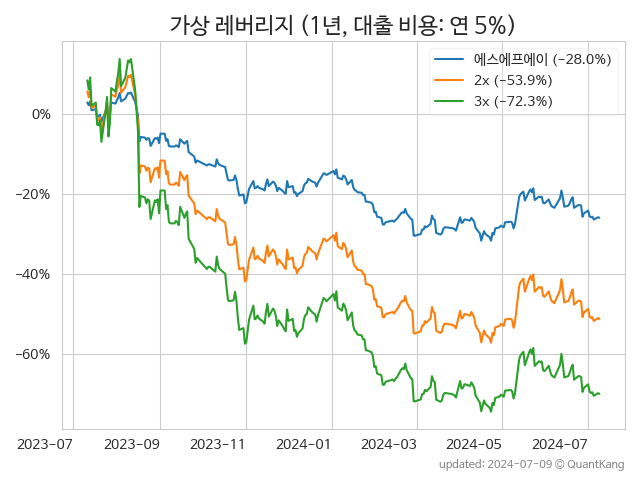 가상 레버리지 (1년, 대출 비용: 연 5%)
에스에프에이 (−28.0%)
2x (−53.9%)
3x (−72.3%)
0%
−20%
−40%
−60%
2023-07 2023-09 2023-11 2024-01 2024-03 2024-05 2024-07
updated: 2024-07-09 © QuantKang